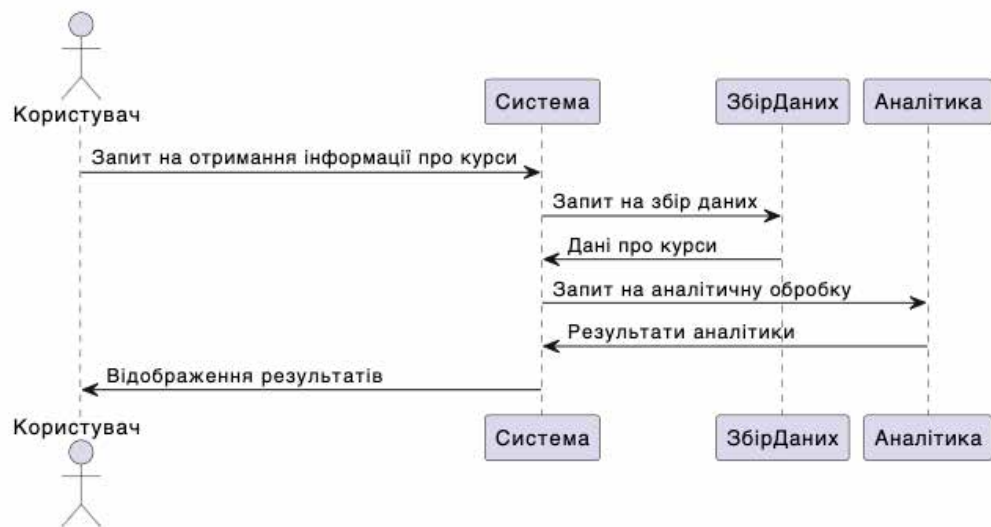 Користувач
Система
ЗбірДаних
Аналітика
Запит на отримання інформації про курси
Запит на збір даних
Дані про курси
Запит на аналітичну обробку
Результати аналітики
Відображення результатів
Користувач
Система
ЗбірДаних
Аналітика